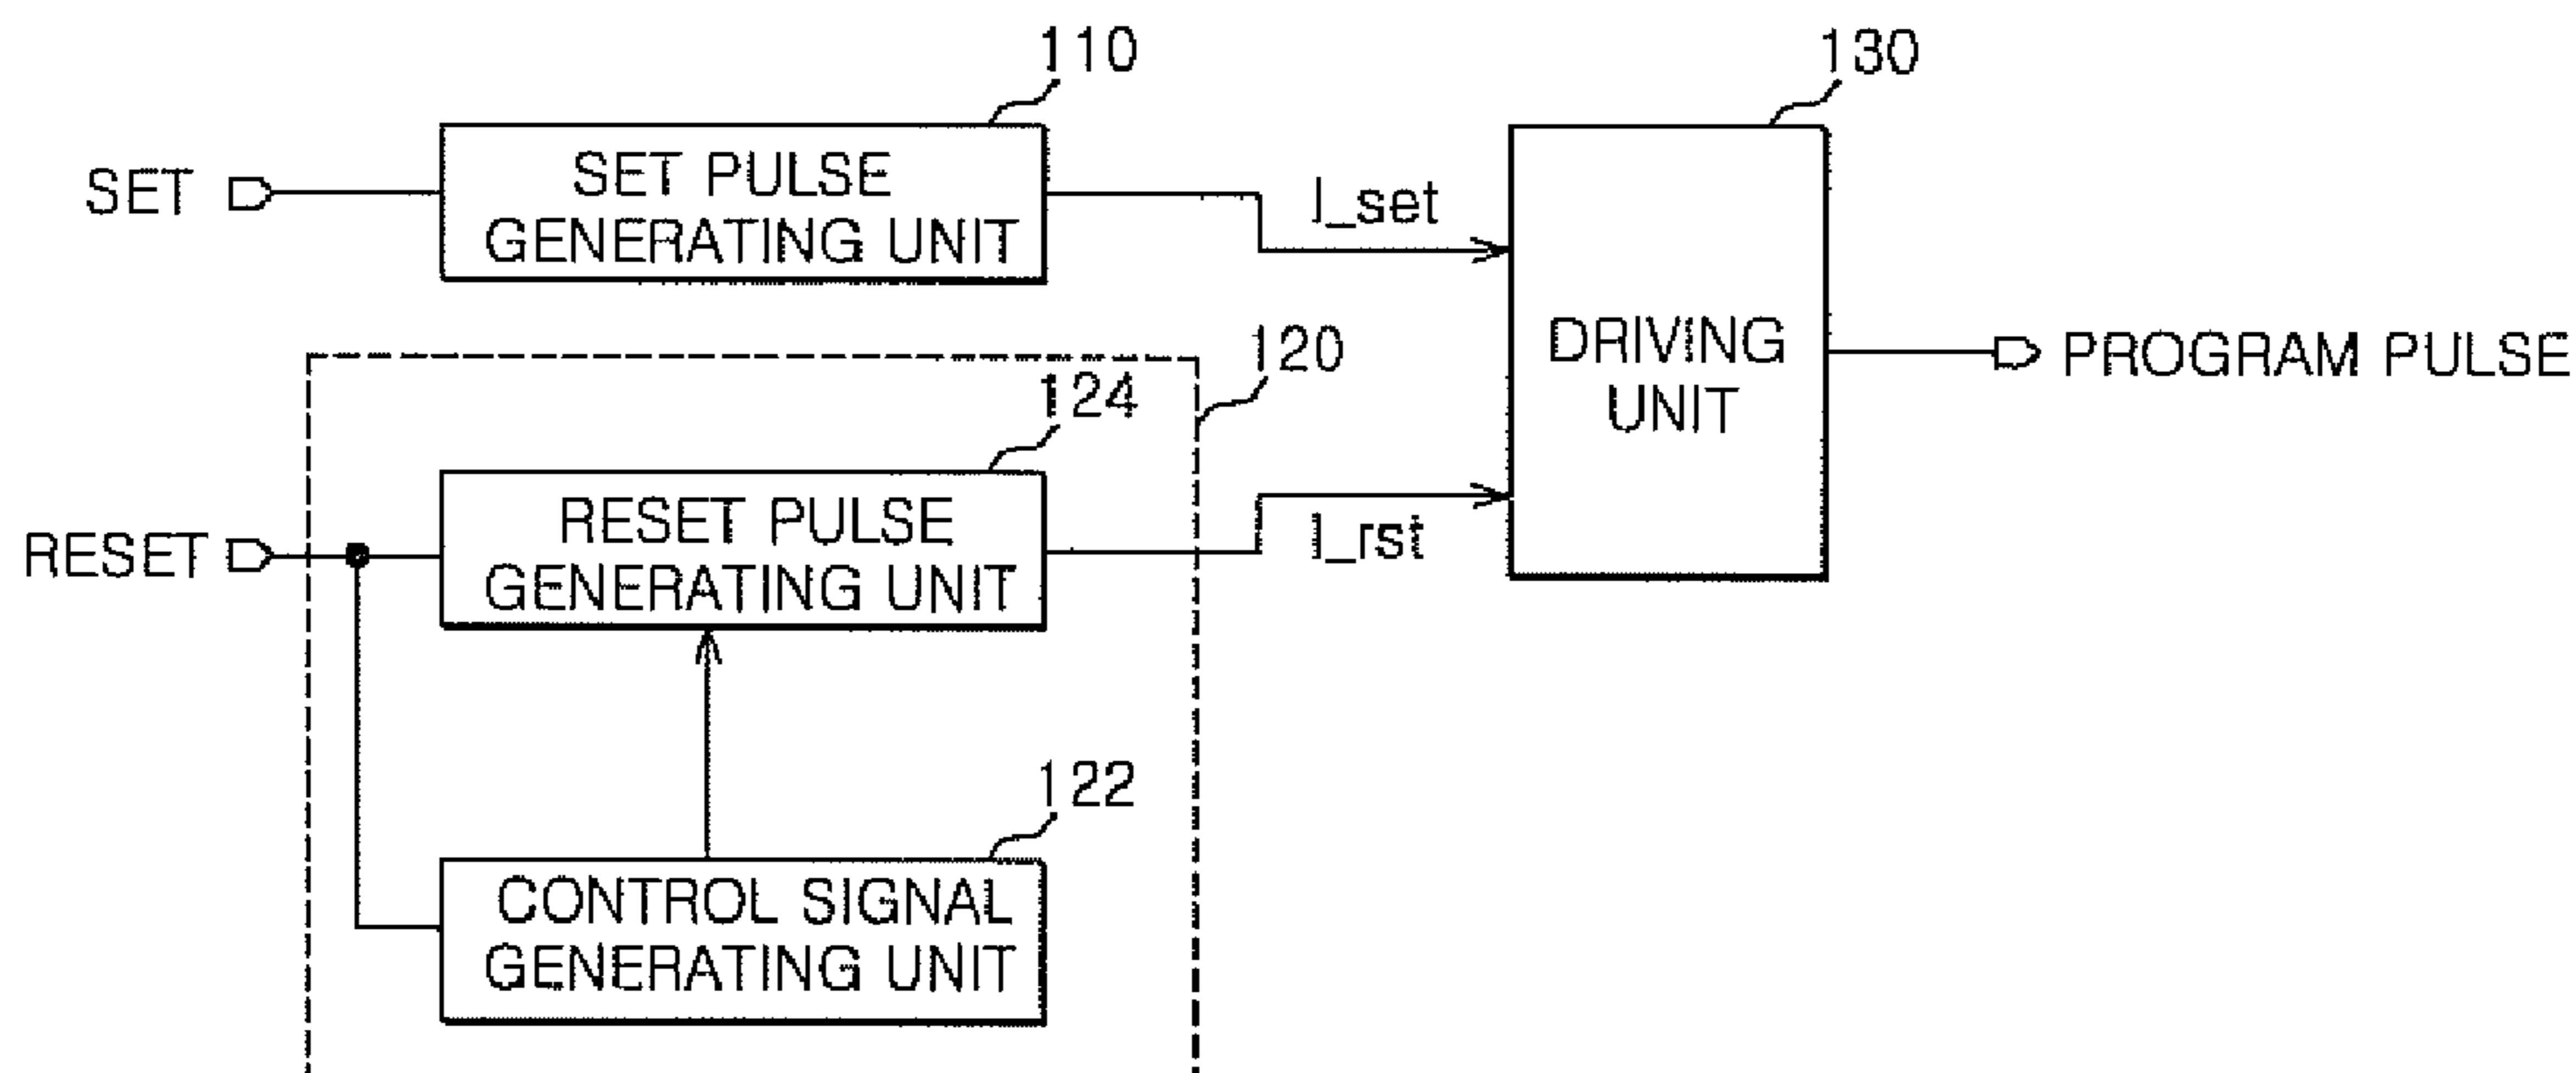 110
130
SET
SET PULSE
GENERATING UNIT
I_set
120
DRIVING
UNIT
PROGRAM PULSE
124
RESET
RESET PULSE
GENERATING UNIT
I_rst
122
CONTROL SIGNAL
GENERATING UNIT